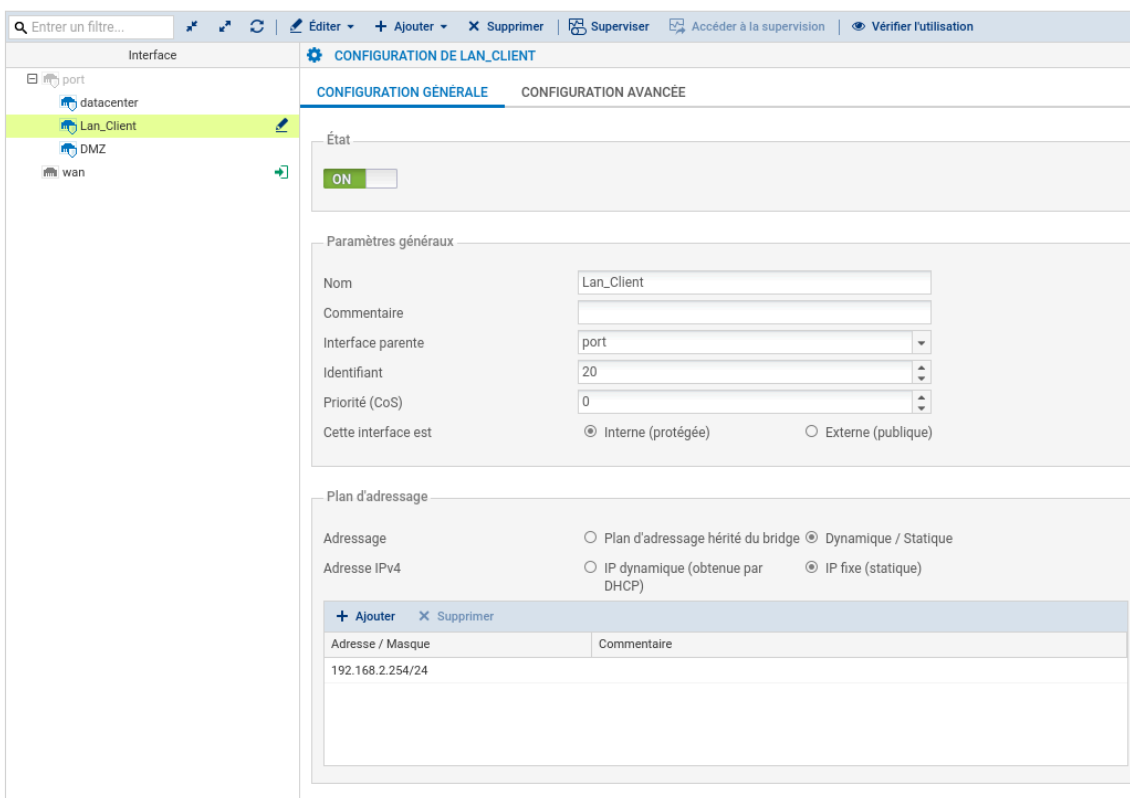 Entrer un filtre...
Éditer
Ajouter
Supprimer
Superviser
Accéder à la supervision
Vérifier l'utilisation
Interface
port
datacenter
Lan_Client
DMZ
wan
CONFIGURATION DE LAN_CLIENT
CONFIGURATION GÉNÉRALE
CONFIGURATION AVANCÉE
État
ON
Paramètres généraux
Nom
Lan_Client
Commentaire
Interface parente
port
Identifiant
20
Priorité (CoS)
0
Cette interface est
Interne (protégée)
Externe (publique)
Plan d'adressage
Adressage
Plan d'adressage hérité du bridge
Dynamique / Statique
Adresse IPv4
IP dynamique (obtenue par
DHCP)
IP fixe (statique)
Ajouter
Supprimer
Adresse / Masque
Commentaire
192.168.2.254/24